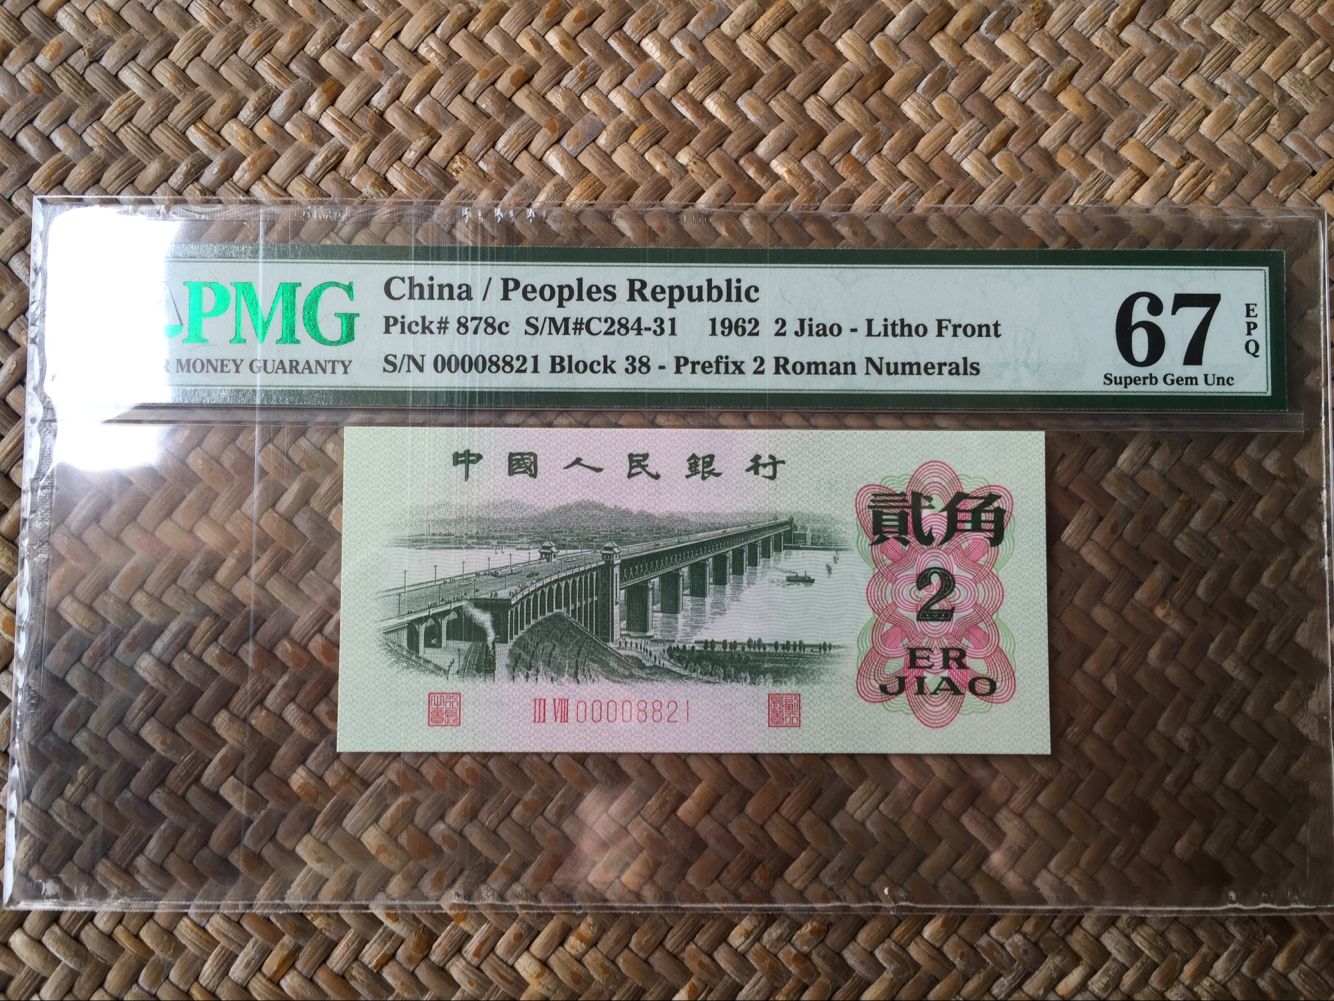 PMG
MONEY GUARANTY
China / Peoples Republic
Pick# 878c S/M#C284-31 1962 2 Jiao - Litho Front
S/N 00008821 Block 38 - Prefix 2 Roman Numerals
67
EPQ
Superb Gem Unc
中國人民銀行
貳角
2
ER
JIAO
III VIII 00008821